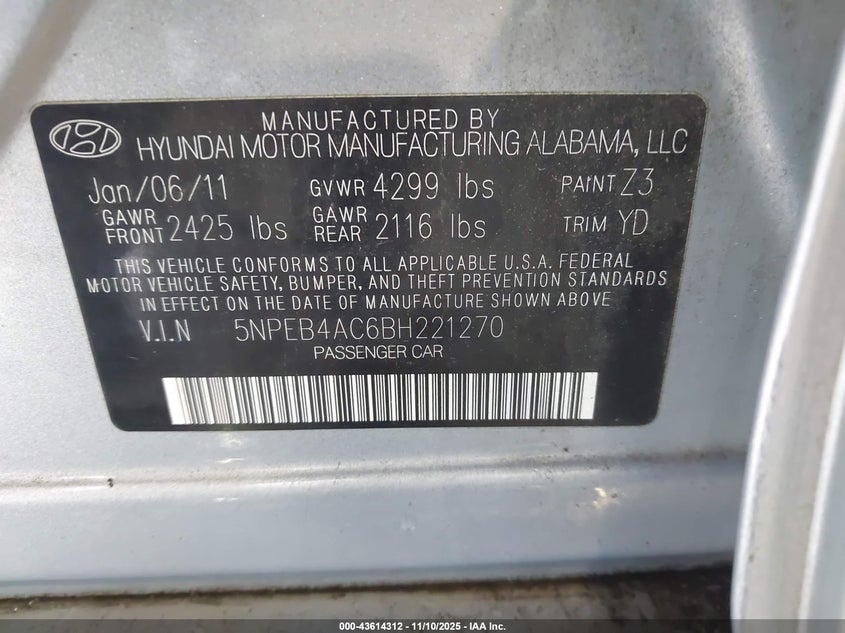 MANUFACTURED BY
HYUNDAI MOTOR MANUFACTURING ALABAMA, LLC
Jan/06/11 GVWR 4299 lbs PAINT Z3
GAWR FRONT 2425 lbs GAWR REAR 2116 lbs TRIM YD
THIS VEHICLE CONFORMS TO ALL APPLICABLE U.S.A. FEDERAL
MOTOR VEHICLE SAFETY, BUMPER, AND THEFT PREVENTION STANDARDS
IN EFFECT ON THE DATE OF MANUFACTURE SHOWN ABOVE
V.I.N 5NPEB4AC6BH221270
PASSENGER CAR
000-43614312 — 11/10/2025 — IAA Inc.